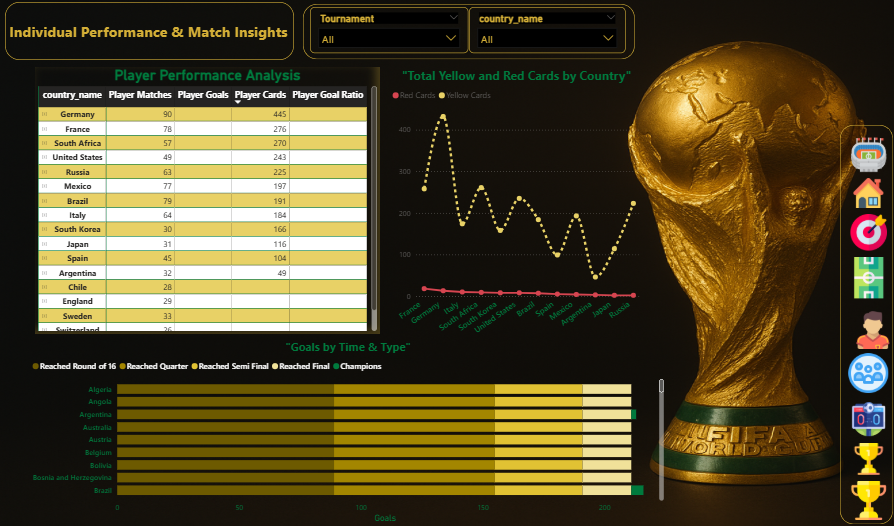 Individual Performance & Match Insights
Tournament
All
country_name
All
Player Performance Analysis
country_name Player Matches Player Goals Player Cards Player Goal Ratio
Germany 90 445
France 78 276
South Africa 57 270
United States 49 243
Russia 63 225
Mexico 77 197
Brazil 79 191
Italy 64 184
South Korea 30 166
Japan 31 116
Spain 45 104
Argentina 32 49
Chile 28
England 29
Sweden 33
Switzerland 26
"Total Yellow and Red Cards by Country"
Red Cards Yellow Cards
400
300
200
100
0
France
Germany
Italy
South Africa
South Korea
United States
Brazil
Spain
Mexico
Argentina
Japan
Russia
"Goals by Time & Type"
Reached Round of 16 Reached Quarter Reached Semi Final Reached Final Champions
Algeria
Angola
Argentina
Australia
Austria
Belgium
Bolivia
Bosnia and Herzegovina
Brazil
0 50 100 150 200
Goals
FIFA
WORLD CUP
0:0